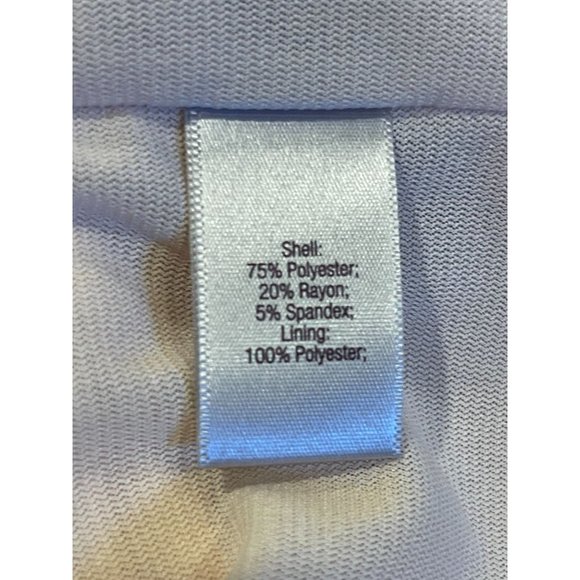 Shell:
75% Polyester;
20% Rayon;
5% Spandex;
Lining:
100% Polyester;